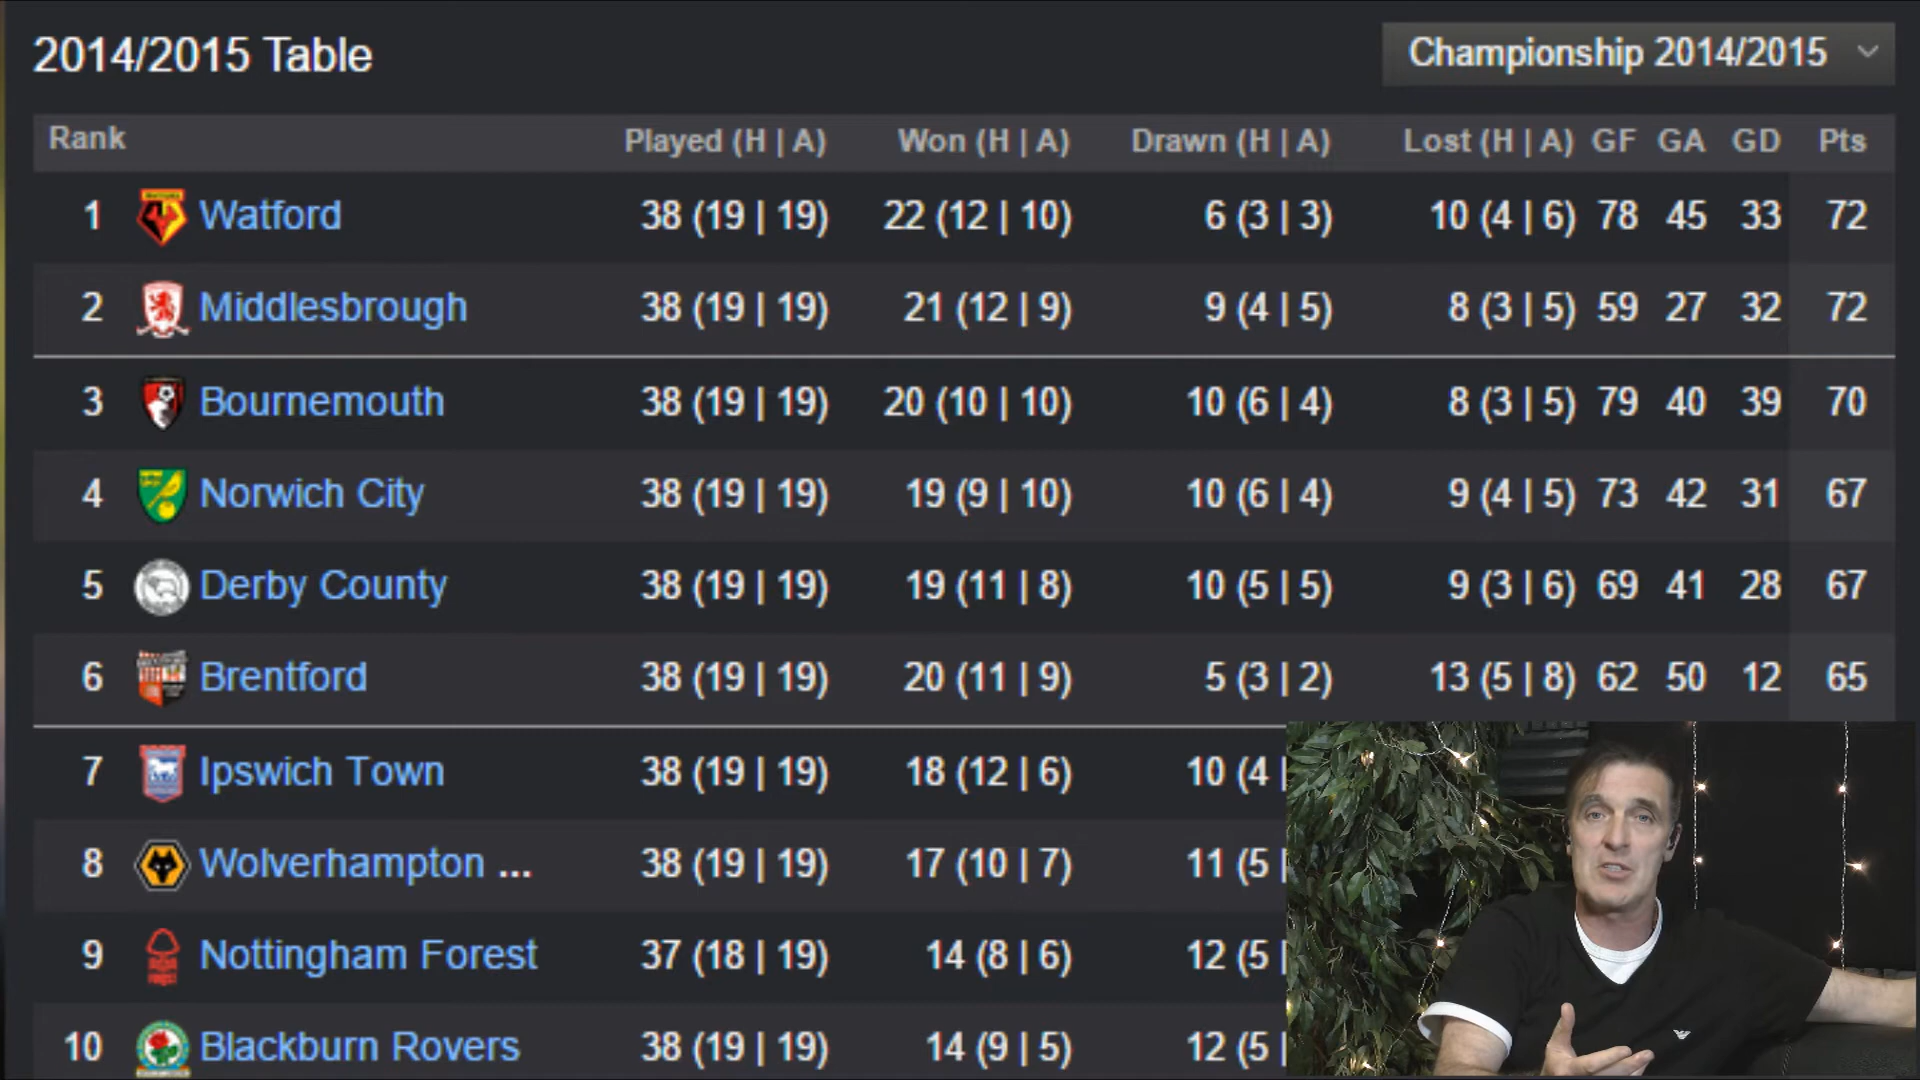 2014/2015 Table
Championship 2014/2015
Rank Played (H | A) Won (H | A) Drawn (H | A) Lost (H | A) GF GA GD Pts
1 Watford 38 (19 | 19) 22 (12 | 10) 6 (3 | 3) 10 (4 | 6) 78 45 33 72
2 Middlesbrough 38 (19 | 19) 21 (12 | 9) 9 (4 | 5) 8 (3 | 5) 59 27 32 72
3 Bournemouth 38 (19 | 19) 20 (10 | 10) 10 (6 | 4) 8 (3 | 5) 79 40 39 70
4 Norwich City 38 (19 | 19) 19 (9 | 10) 10 (6 | 4) 9 (4 | 5) 73 42 31 67
5 Derby County 38 (19 | 19) 19 (11 | 8) 10 (5 | 5) 9 (3 | 6) 69 41 28 67
6 Brentford 38 (19 | 19) 20 (11 | 9) 5 (3 | 2) 13 (5 | 8) 62 50 12 65
7 Ipswich Town 38 (19 | 19) 18 (12 | 6) 10 (4 |
8 Wolverhampton ... 38 (19 | 19) 17 (10 | 7) 11 (5 |
9 Nottingham Forest 37 (18 | 19) 14 (8 | 6) 12 (5 |
10 Blackburn Rovers 38 (19 | 19) 14 (9 | 5) 12 (5 |